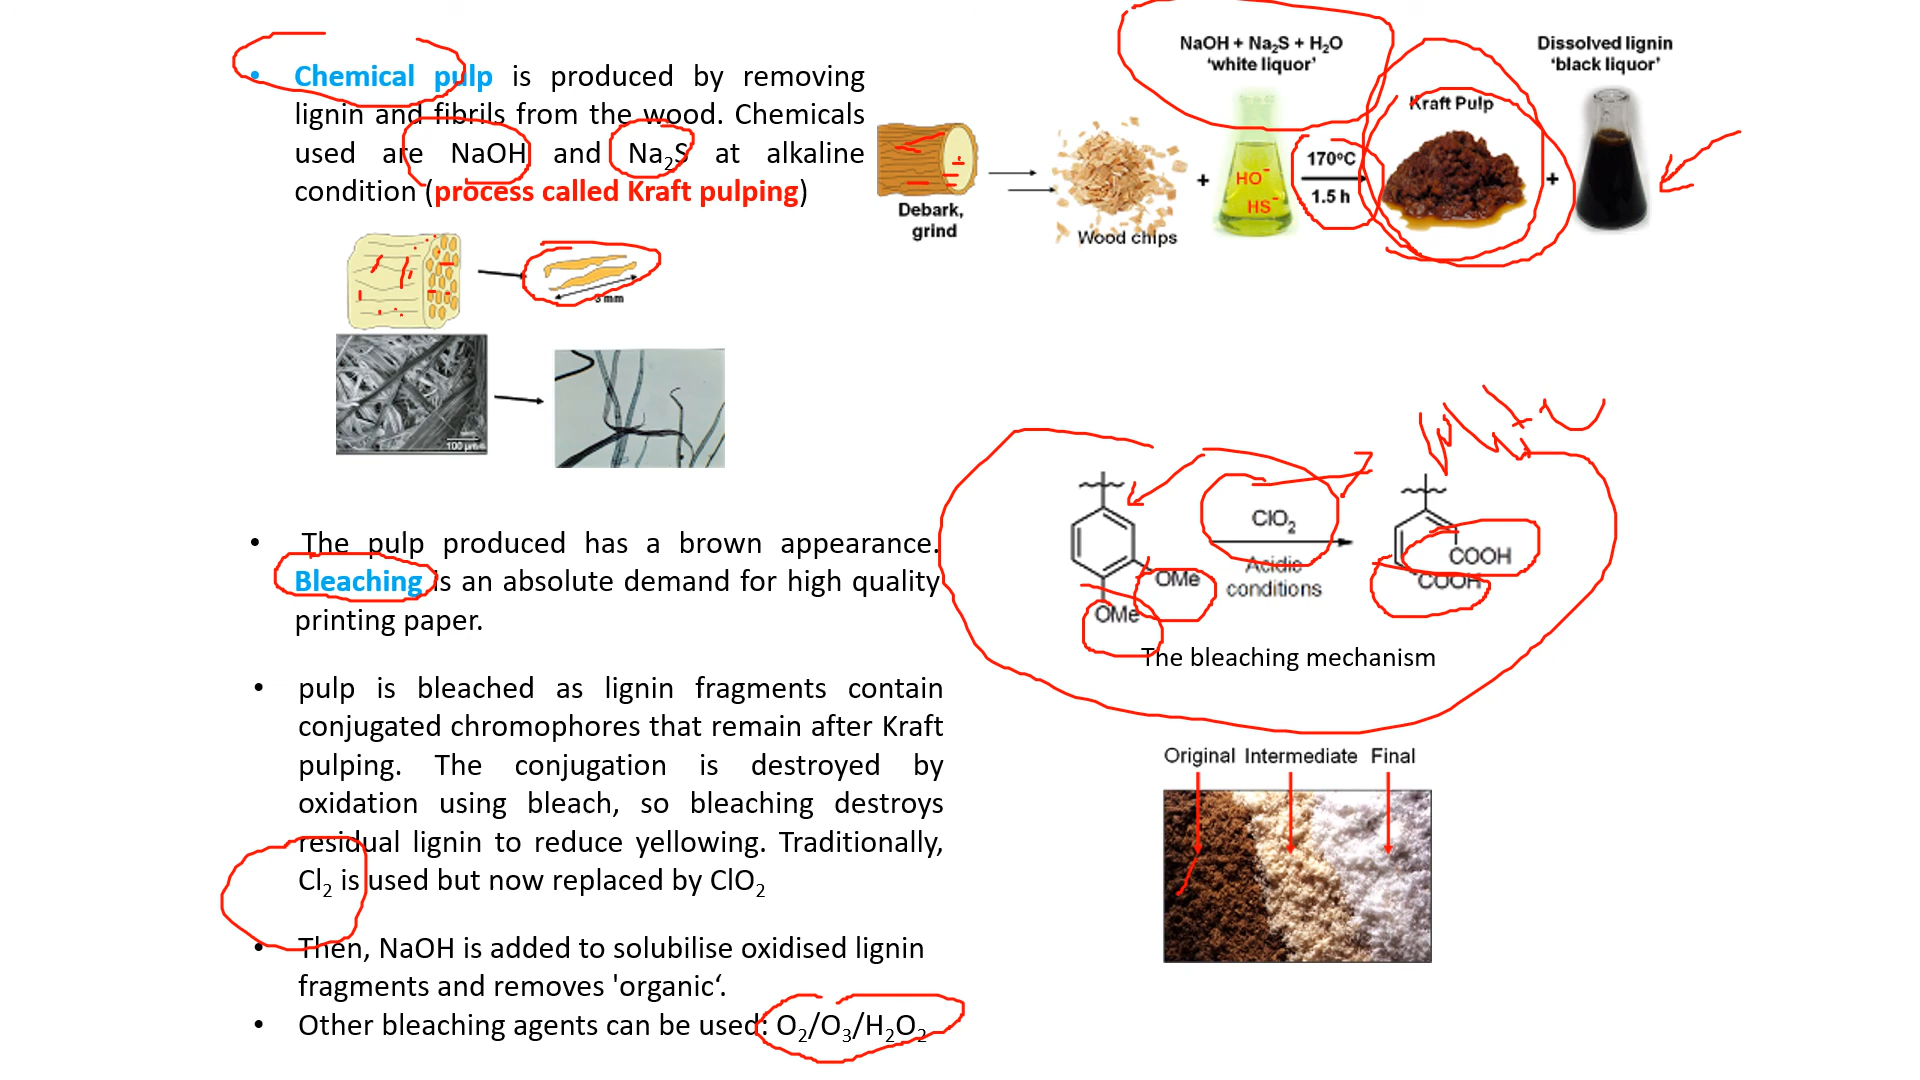 • Chemical pulp is produced by removing
lignin and fibrils from the wood. Chemicals
used are NaOH and Na₂S at alkaline
condition (process called Kraft pulping)
NaOH + Na₂S + H₂O
'white liquor'
Dissolved lignin
'black liquor'
Kraft Pulp
170ºC
1.5 h
+
+
HO⁻
HS⁻
Debark,
grind
Wood chips
3 mm
100 µm
• The pulp produced has a brown appearance.
Bleaching is an absolute demand for high quality
printing paper.
• pulp is bleached as lignin fragments contain
conjugated chromophores that remain after Kraft
pulping. The conjugation is destroyed by
oxidation using bleach, so bleaching destroys
residual lignin to reduce yellowing. Traditionally,
Cl₂ is used but now replaced by ClO₂
• Then, NaOH is added to solubilise oxidised lignin
fragments and removes 'organic‘.
• Other bleaching agents can be used: O₂/O₃/H₂O₂
OMe
OMe
ClO₂
Acidic
conditions
COOH
COOH
The bleaching mechanism
Original Intermediate Final